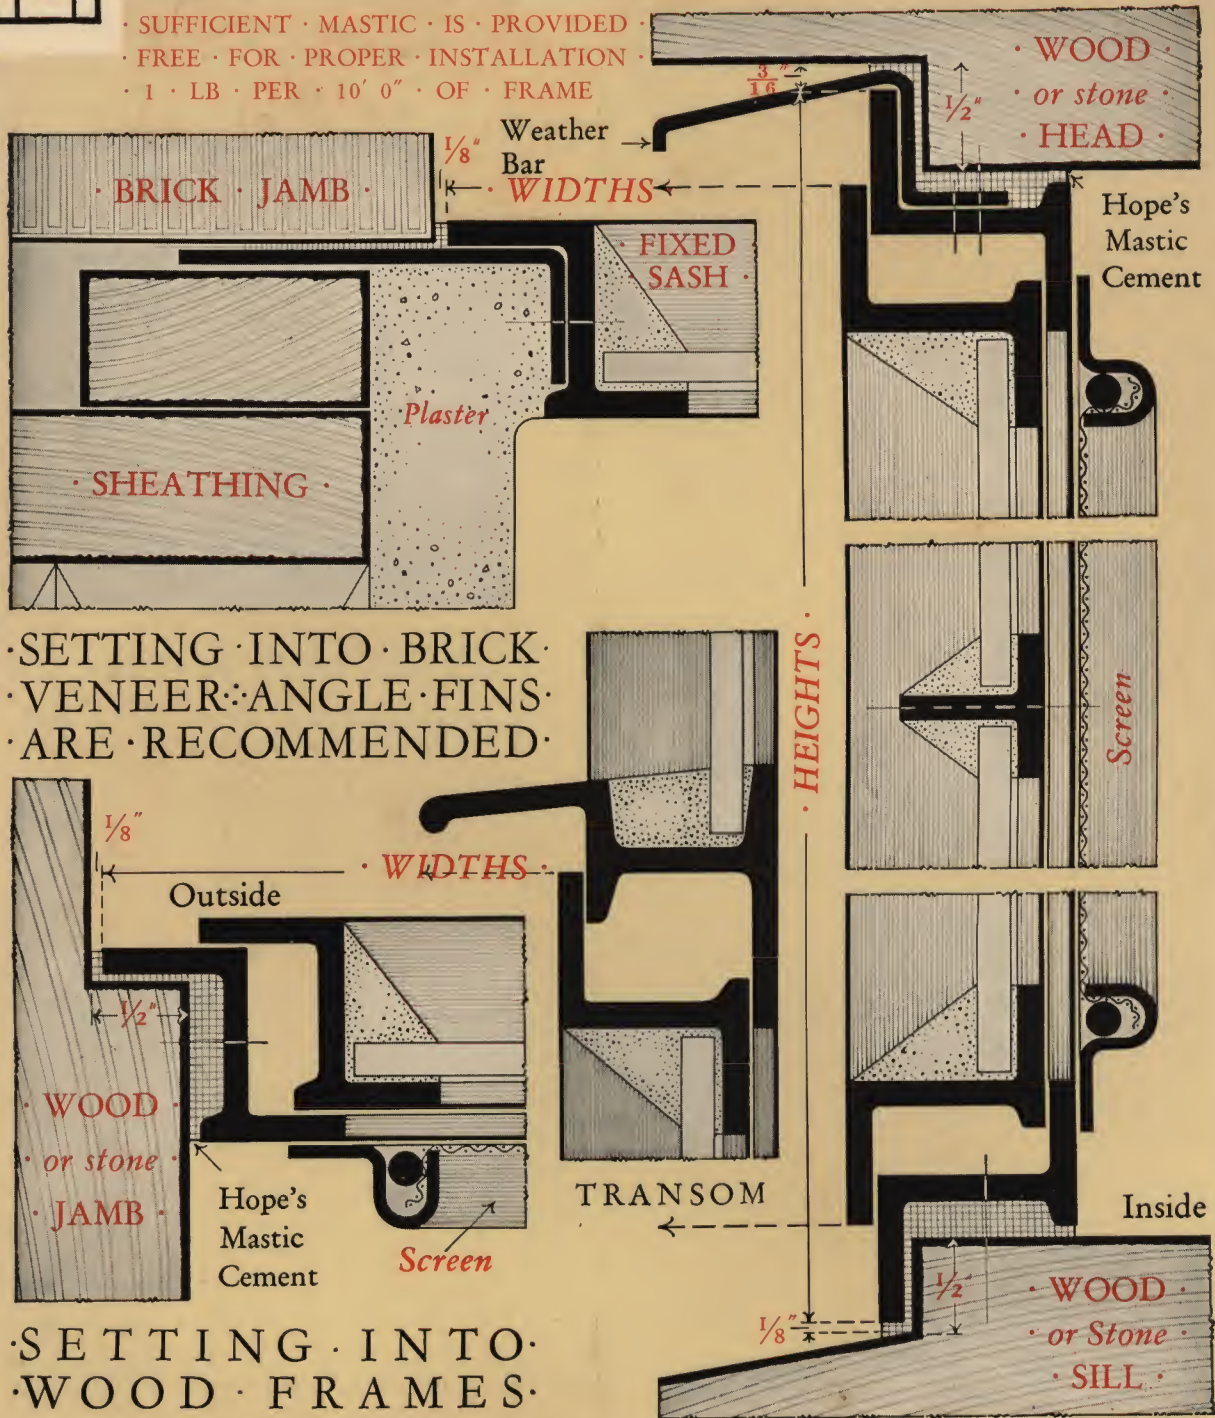 · SUFFICIENT · MASTIC · IS · PROVIDED ·
· FREE · FOR · PROPER · INSTALLATION ·
· 1 · LB · PER · 10' 0" · OF · FRAME
3/16"
· WOOD ·
· or stone ·
· HEAD ·
1/2"
Weather
Bar
1/8"
· WIDTHS
· BRICK · JAMB ·
· FIXED
SASH ·
Hope's
Mastic
Cement
Plaster
· SHEATHING ·
·SETTING·INTO·BRICK·
·VENEER·:·ANGLE·FINS·
·ARE·RECOMMENDED·
· HEIGHTS ·
Screen
1/8"
· WIDTHS ·
Outside
1/2"
· WOOD ·
· or stone ·
· JAMB ·
Hope's
Mastic
Cement
Screen
TRANSOM
Inside
1/2"
1/8"
· WOOD ·
· or Stone ·
· SILL ·
·SETTING·INTO·
·WOOD·FRAMES·